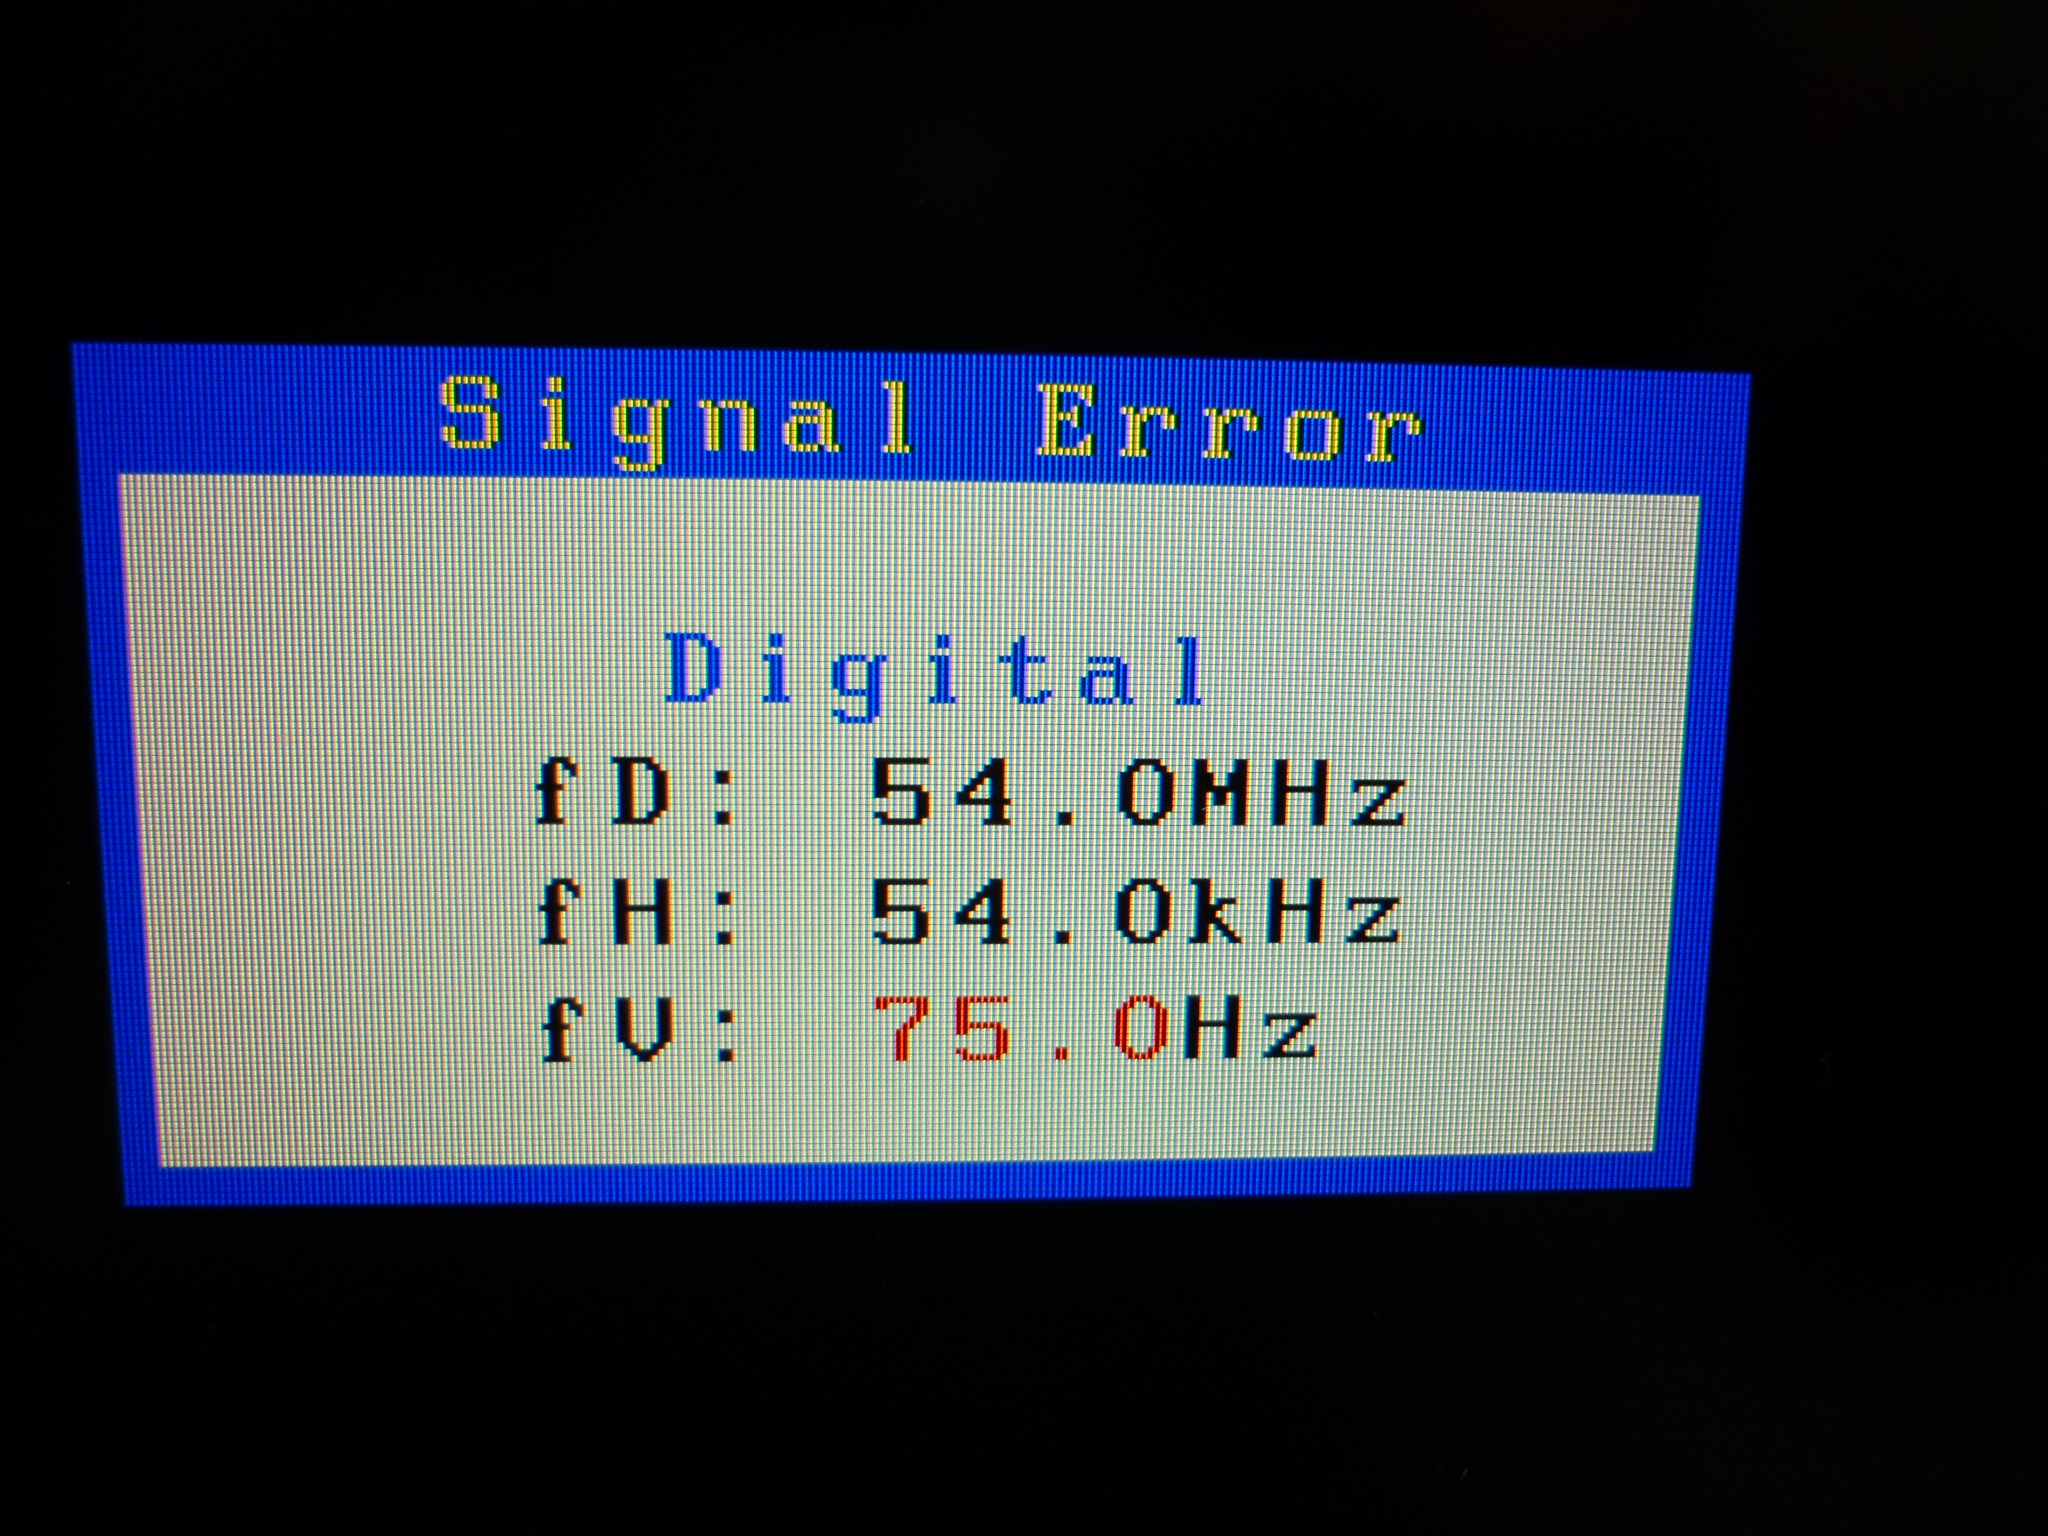 Signal Error
Digital
fD: 54.0MHz
fH: 54.0kHz
fV: 75.0Hz